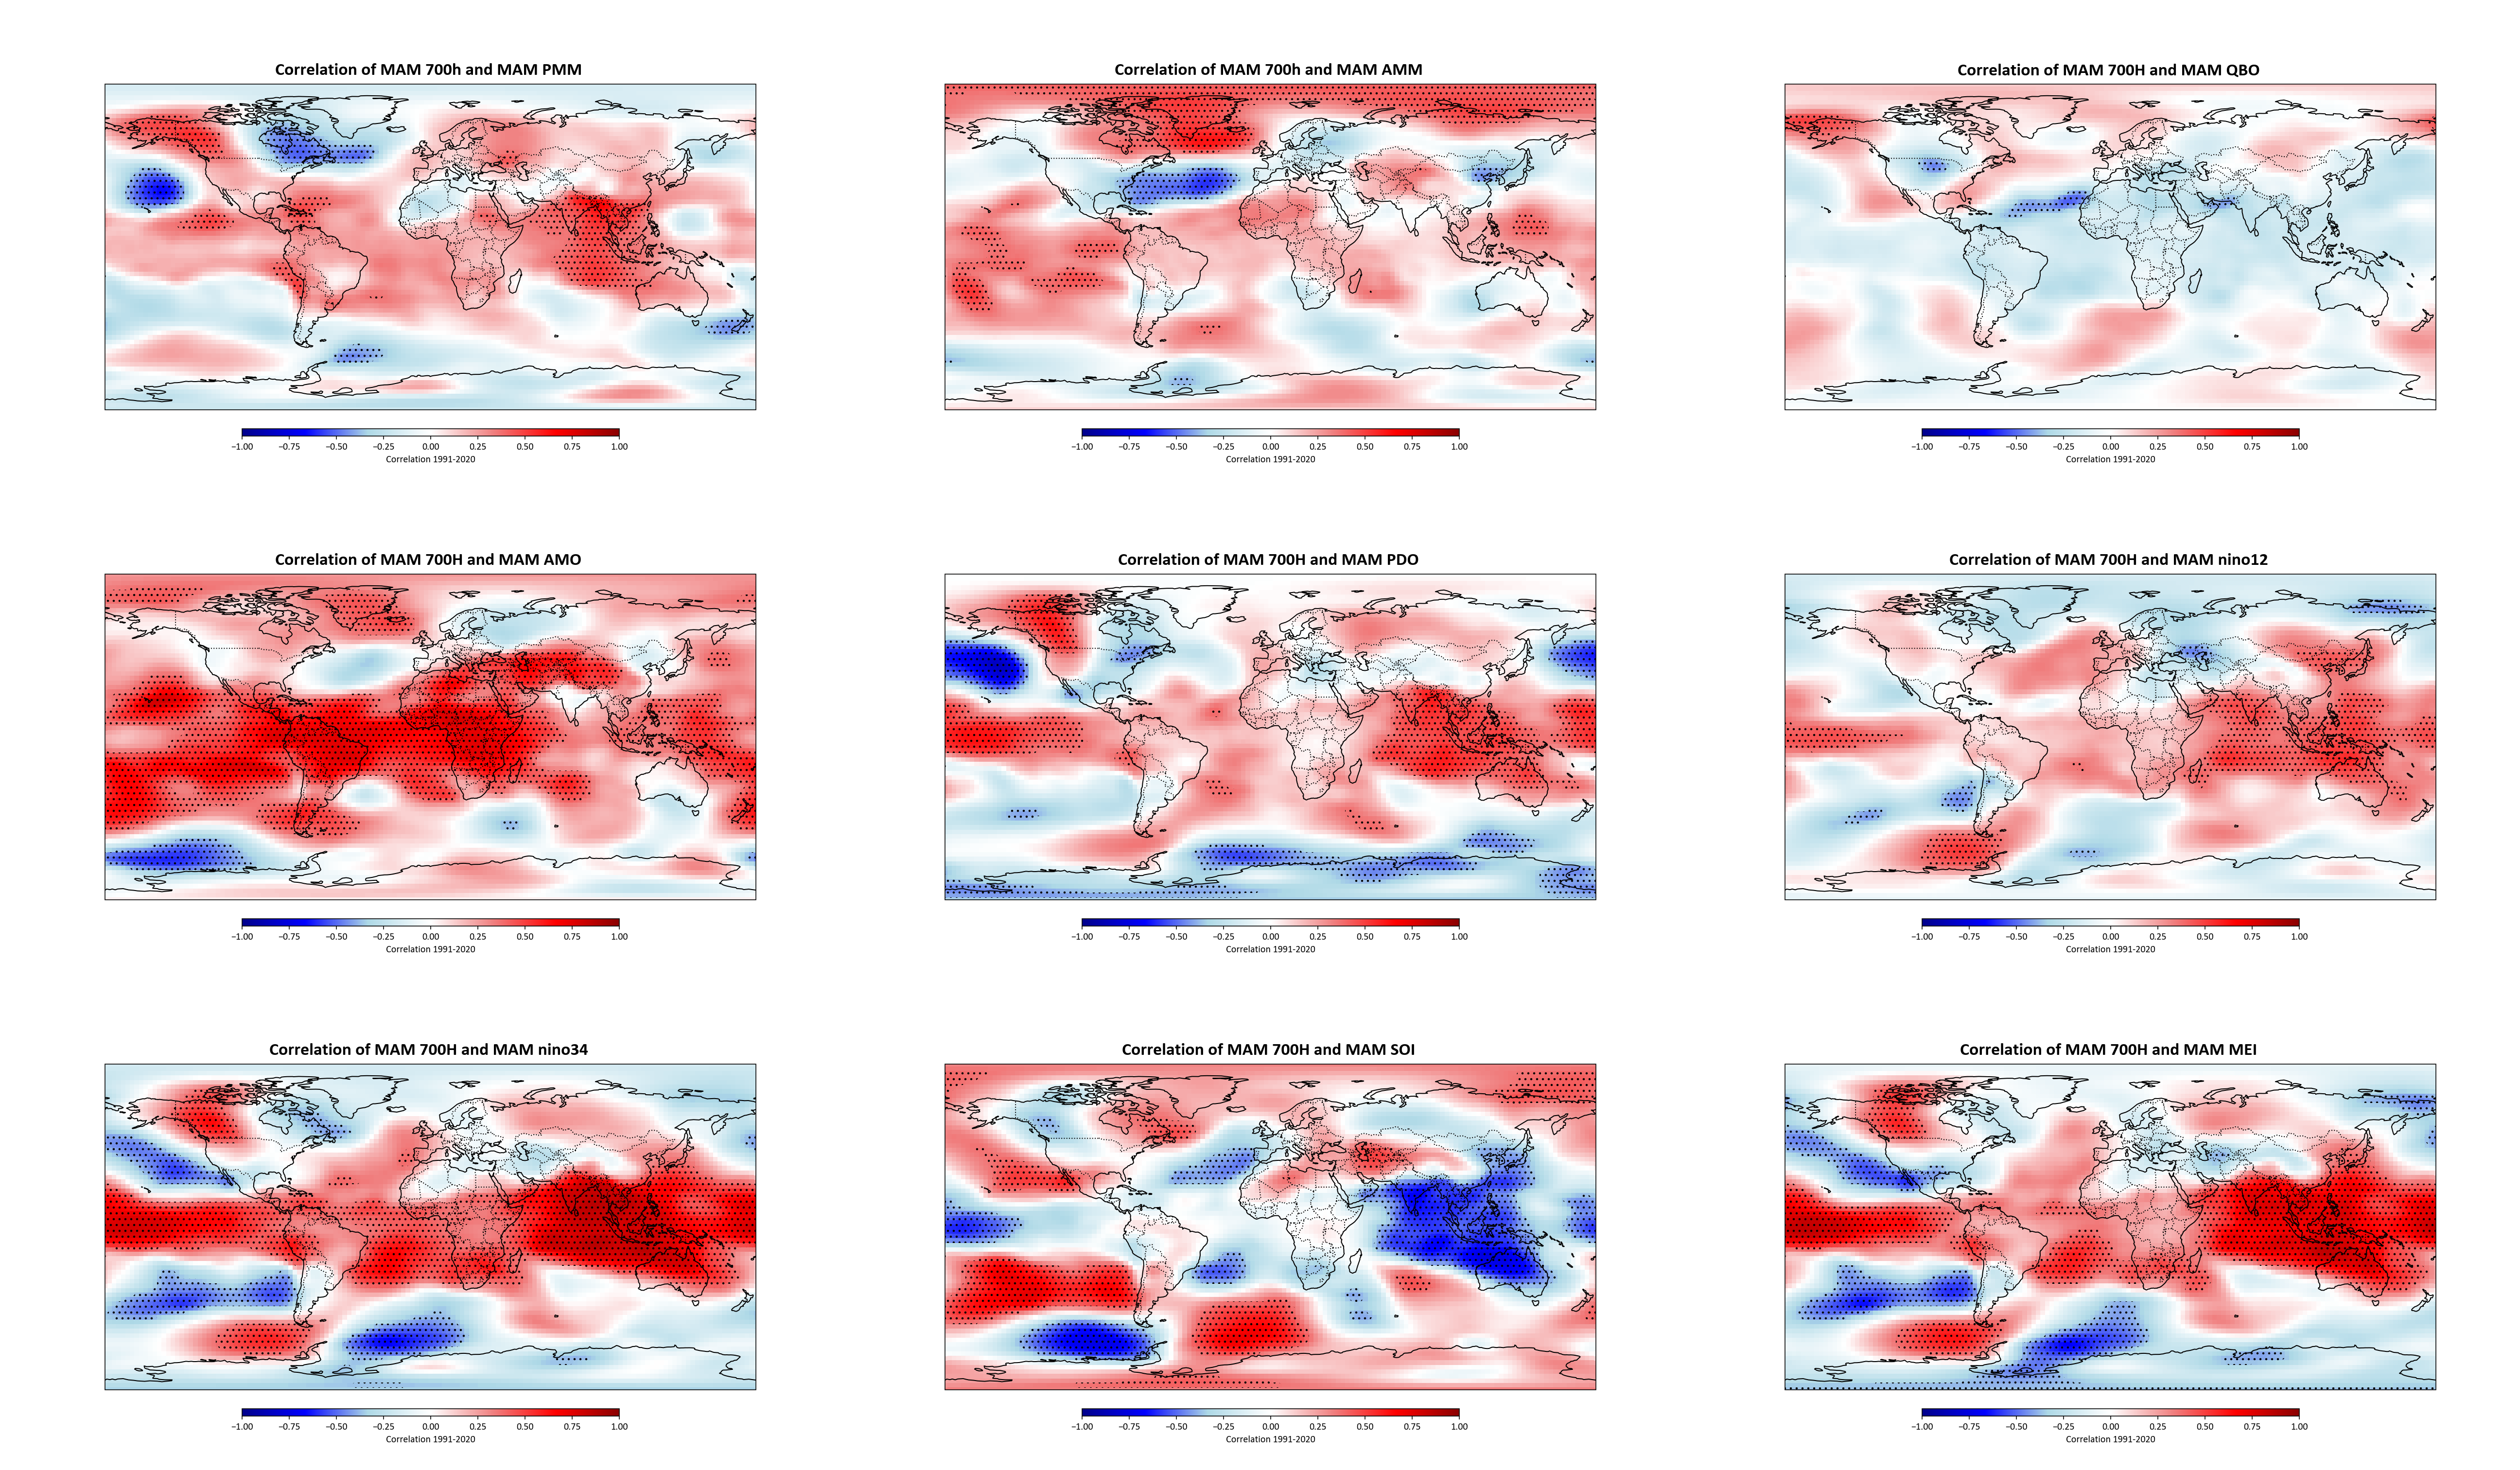 Correlation of MAM 700h and MAM PMM
Correlation of MAM 700h and MAM AMM
Correlation of MAM 700H and MAM QBO
−1.00 −0.75 −0.50 −0.25 0.00 0.25 0.50 0.75 1.00
Correlation 1991-2020
−1.00 −0.75 −0.50 −0.25 0.00 0.25 0.50 0.75 1.00
Correlation 1991-2020
−1.00 −0.75 −0.50 −0.25 0.00 0.25 0.50 0.75 1.00
Correlation 1991-2020
Correlation of MAM 700H and MAM AMO
Correlation of MAM 700H and MAM PDO
Correlation of MAM 700H and MAM nino12
−1.00 −0.75 −0.50 −0.25 0.00 0.25 0.50 0.75 1.00
Correlation 1991-2020
−1.00 −0.75 −0.50 −0.25 0.00 0.25 0.50 0.75 1.00
Correlation 1991-2020
−1.00 −0.75 −0.50 −0.25 0.00 0.25 0.50 0.75 1.00
Correlation 1991-2020
Correlation of MAM 700H and MAM nino34
Correlation of MAM 700H and MAM SOI
Correlation of MAM 700H and MAM MEI
−1.00 −0.75 −0.50 −0.25 0.00 0.25 0.50 0.75 1.00
Correlation 1991-2020
−1.00 −0.75 −0.50 −0.25 0.00 0.25 0.50 0.75 1.00
Correlation 1991-2020
−1.00 −0.75 −0.50 −0.25 0.00 0.25 0.50 0.75 1.00
Correlation 1991-2020